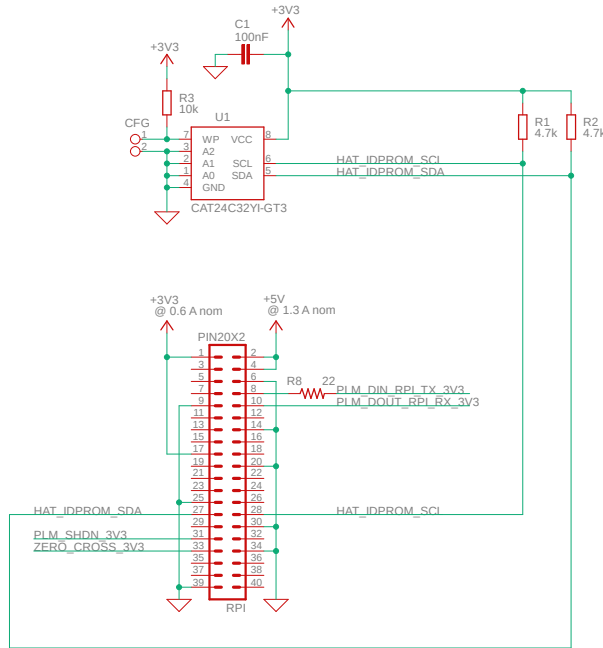 +3V3
C1
100nF
+3V3
R3
10k
CFG
1
2
U1
7 WP VCC 8
3 A2
2 A1 SCL 6 HAT_IDPROM_SCL
1 A0 SDA 5 HAT_IDPROM_SDA
4 GND
CAT24C32YI-GT3
R1
4.7k
R2
4.7k
+3V3
@ 0.6 A nom
+5V
@ 1.3 A nom
PIN20X2
1 2
3 4
5 6
7 8 R8 22 PLM_DIN_RPI_TX_3V3
9 10 PLM_DOUT_RPI_RX_3V3
11 12
13 14
15 16
17 18
19 20
21 22
23 24
25 26
HAT_IDPROM_SDA 27 28 HAT_IDPROM_SCL
29 30
PLM_SHDN_3V3 31 32
ZERO_CROSS_3V3 33 34
35 36
37 38
39 40
RPI